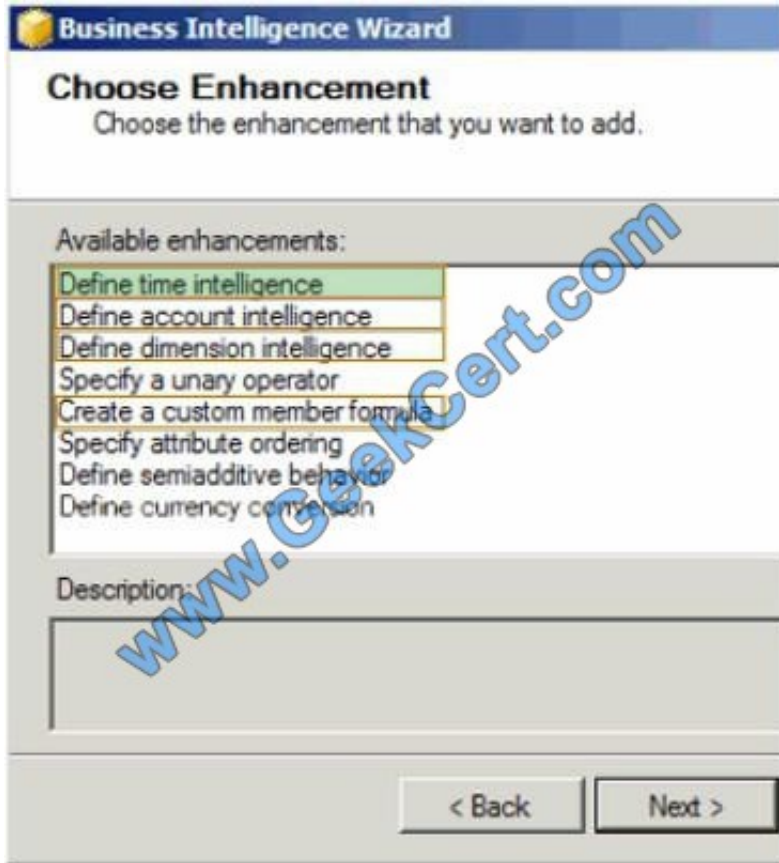 Business Intelligence Wizard
Choose Enhancement
Choose the enhancement that you want to add.
Available enhancements:
Define time intelligence
Define account intelligence
Define dimension intelligence
Specify a unary operator
Create a custom member formula
Specify attribute ordering
Define semiadditive behavior
Define currency conversion
Description:
www.GeekCert.com
< Back
Next >